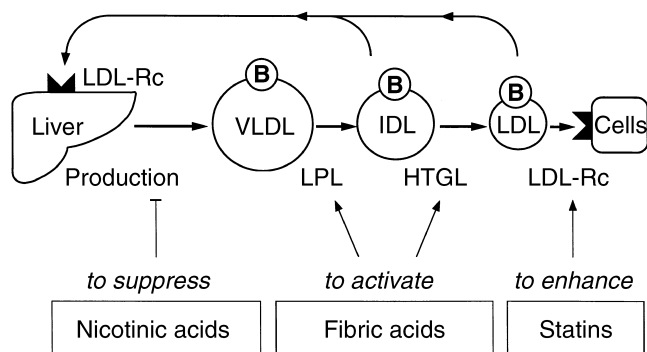 LDL-Rc
B B B
Liver VLDL IDL LDL Cells
Production LPL HTGL LDL-Rc
to suppress to activate to enhance
Nicotinic acids Fibric acids Statins